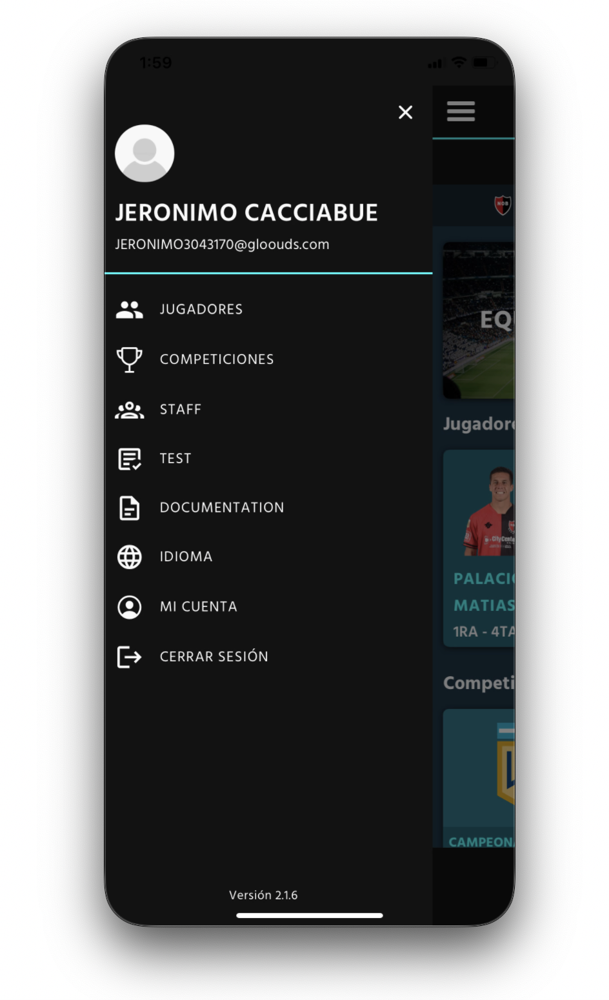 1:59
JERONIMO CACCIABUE
JERONIMO3043170@gloouds.com
JUGADORES
COMPETICIONES
STAFF
TEST
DOCUMENTATION
IDIOMA
MI CUENTA
CERRAR SESIÓN
Versión 2.1.6
NOB
EQ
Jugador
PALACI
MATIAS
1RA - 4TA
Competi
CAMPEON